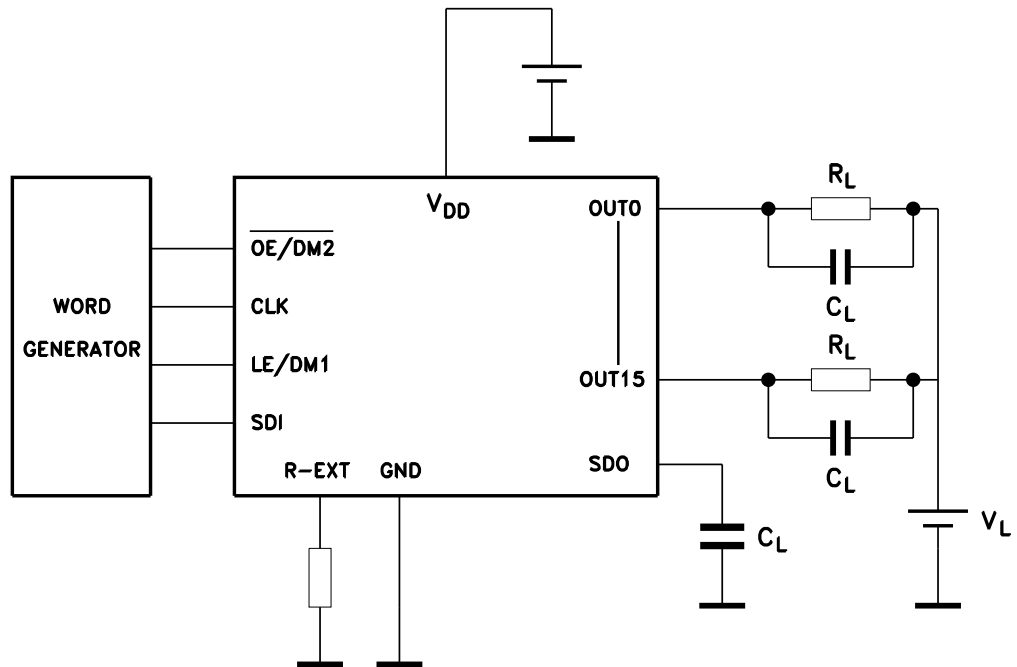 V_DD
OUT0
R_L
OE/DM2
WORD
GENERATOR
CLK
C_L
LE/DM1
R_L
OUT15
SDI
C_L
R-EXT
GND
SDO
C_L
V_L